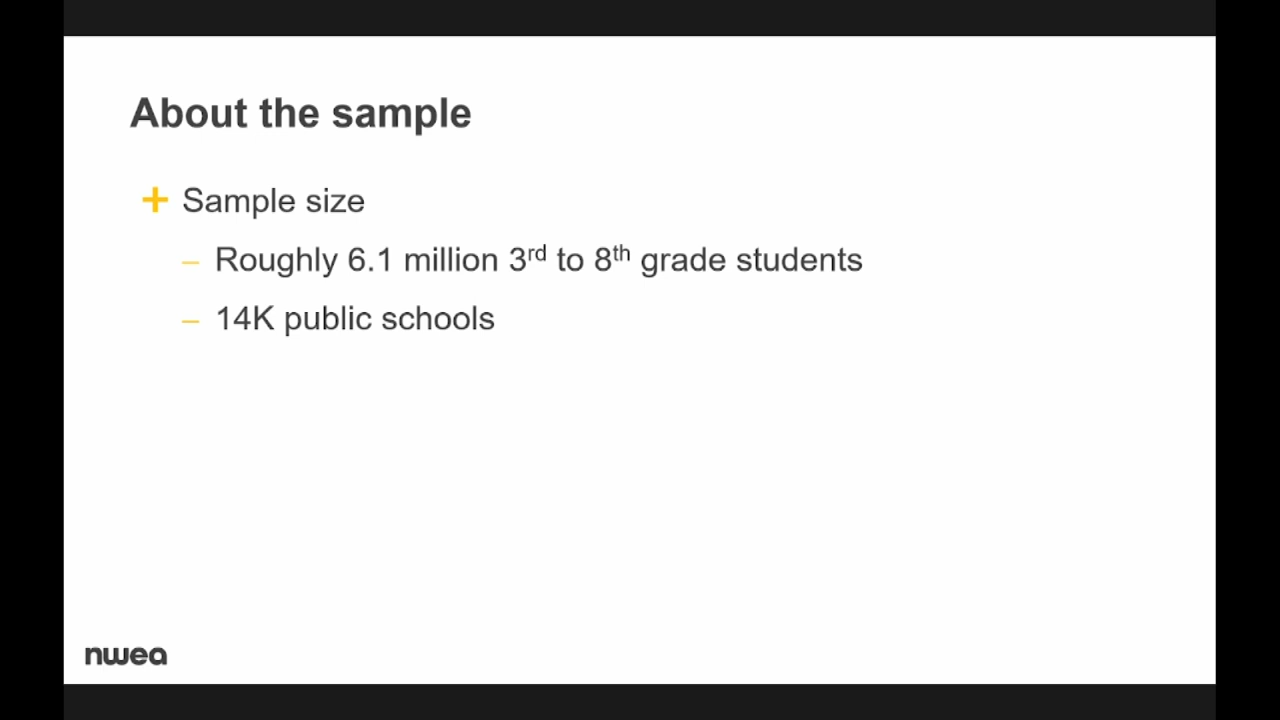 About the sample
+ Sample size
– Roughly 6.1 million 3rd to 8th grade students
– 14K public schools
nwea